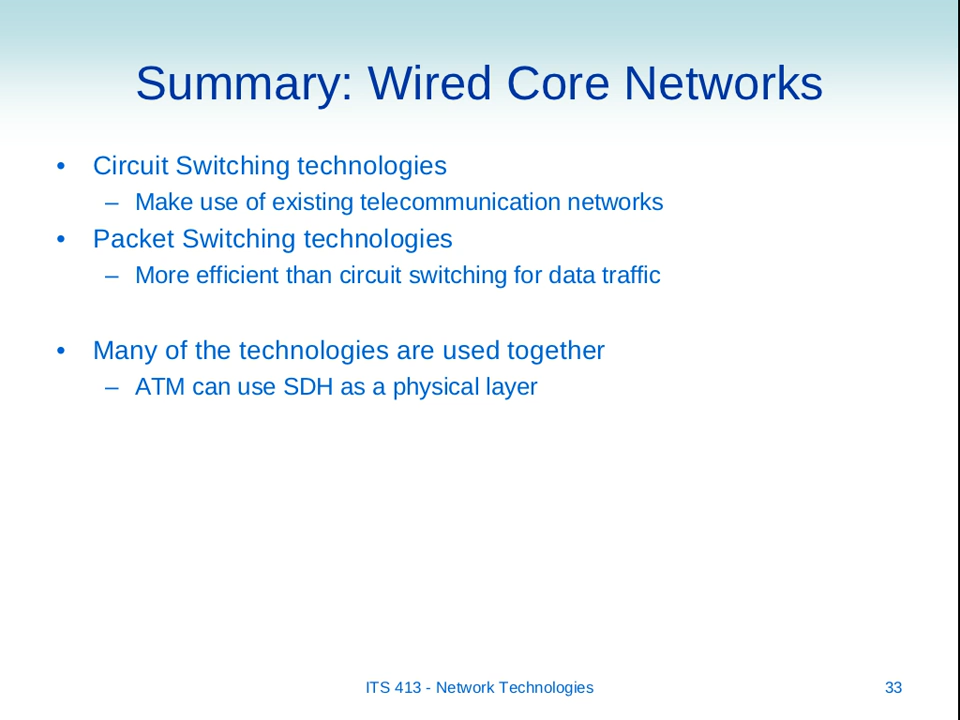 Summary: Wired Core Networks
• Circuit Switching technologies
– Make use of existing telecommunication networks
• Packet Switching technologies
– More efficient than circuit switching for data traffic
• Many of the technologies are used together
– ATM can use SDH as a physical layer
ITS 413 - Network Technologies
33